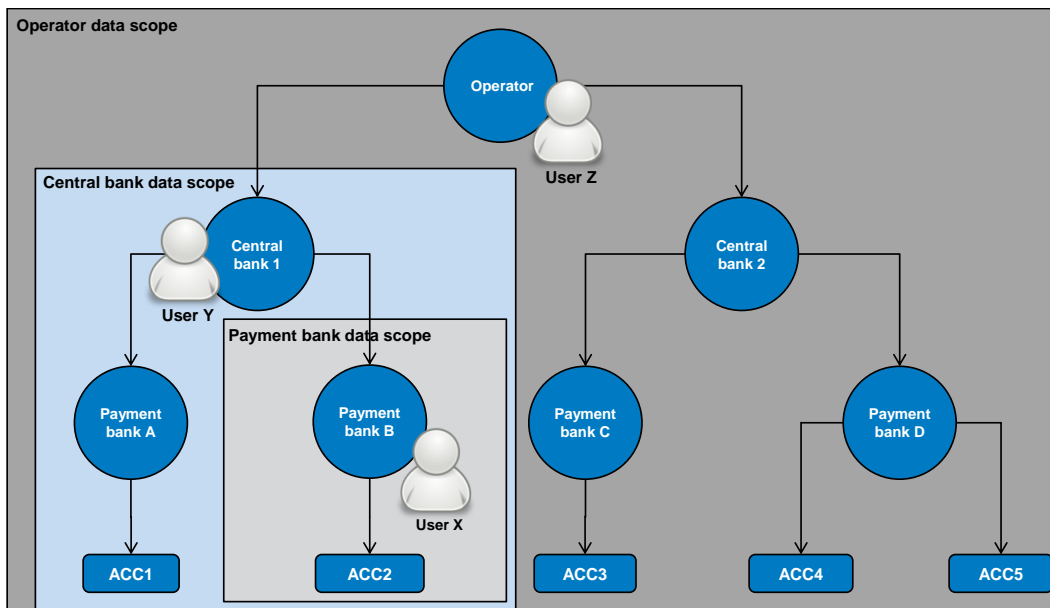 Operator data scope
Operator
User Z
Central bank data scope
Central
bank 1
User Y
Central
bank 2
Payment bank data scope
Payment
bank A
Payment
bank B
User X
Payment
bank C
Payment
bank D
ACC1
ACC2
ACC3
ACC4
ACC5